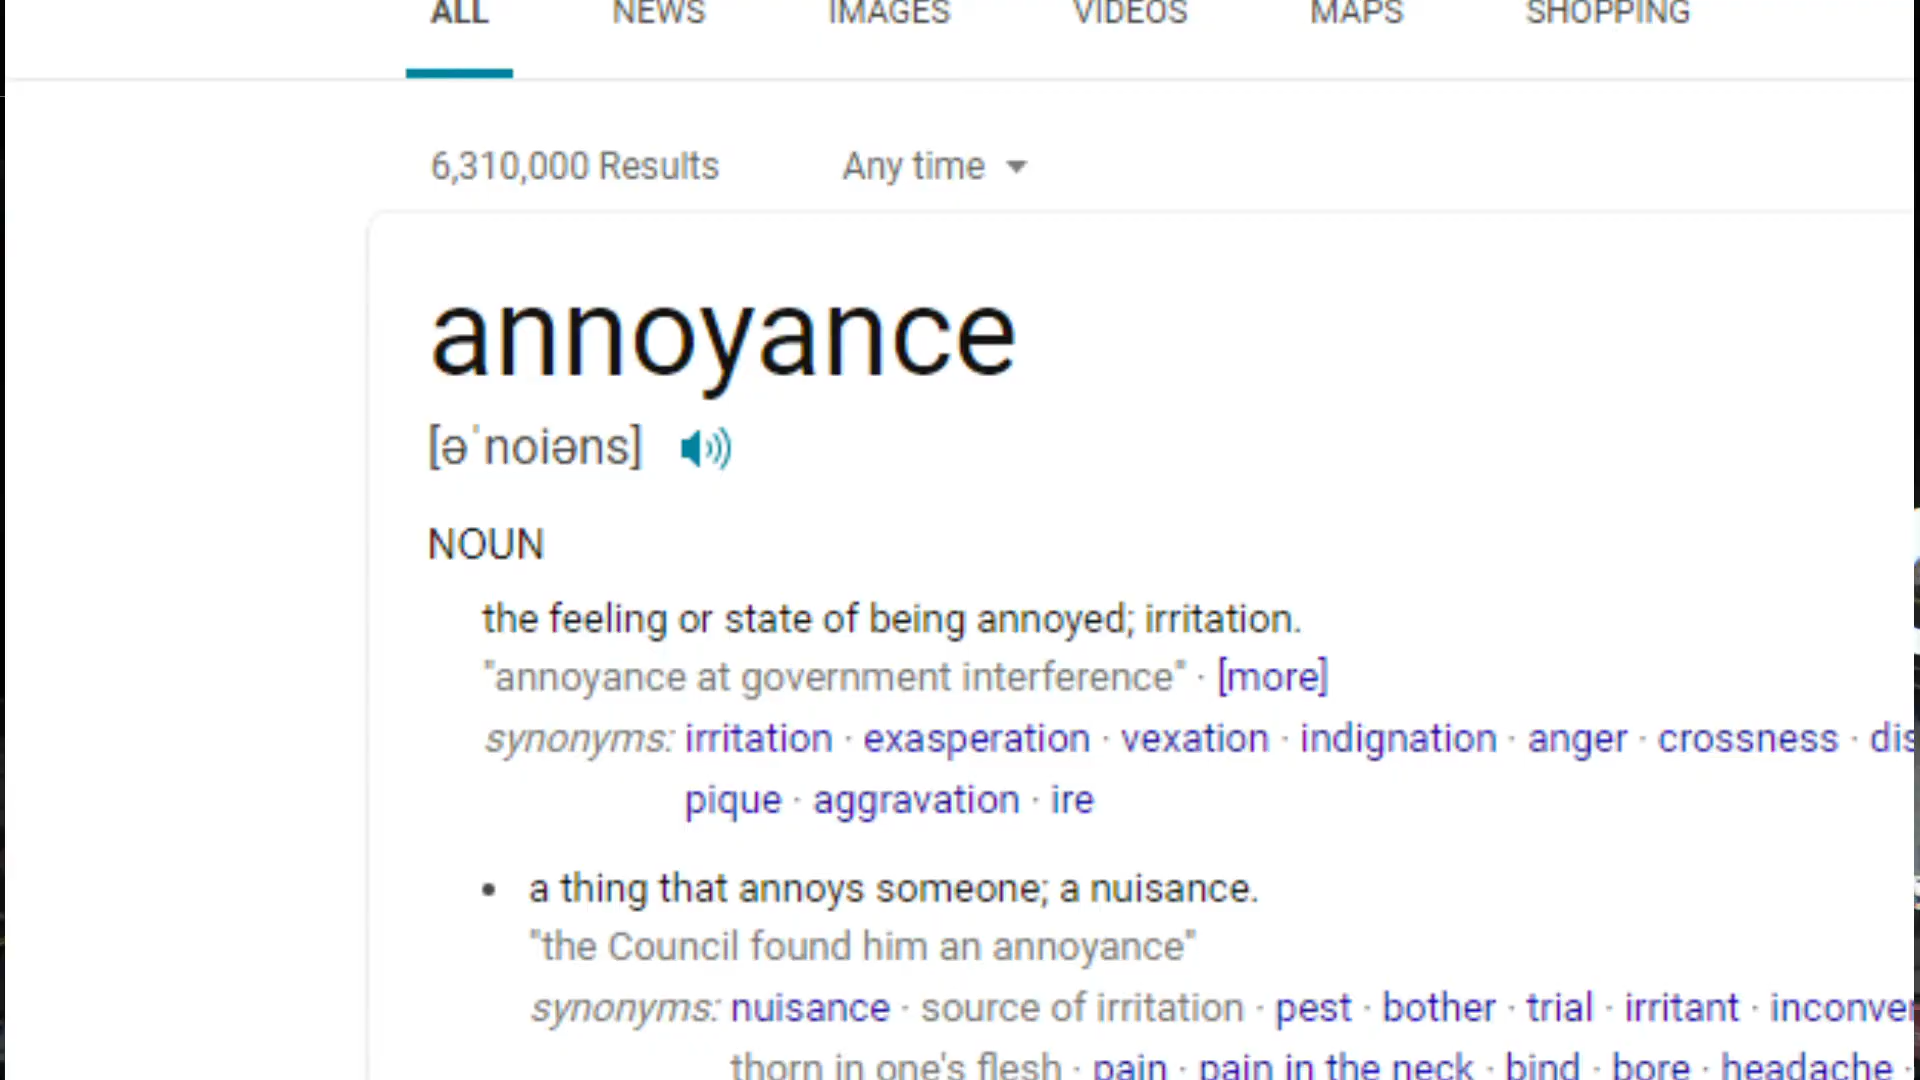 ALL NEWS IMAGES VIDEOS MAPS SHOPPING
6,310,000 Results Any time
annoyance
[əˈnoiəns]
NOUN
the feeling or state of being annoyed; irritation.
"annoyance at government interference" · [more]
synonyms: irritation · exasperation · vexation · indignation · anger · crossness ·
pique · aggravation · ire
• a thing that annoys someone; a nuisance.
"the Council found him an annoyance"
synonyms: nuisance · source of irritation · pest · bother · trial · irritant ·
thorn in one's flesh · pain · pain in the neck · bind · bore · headache ·